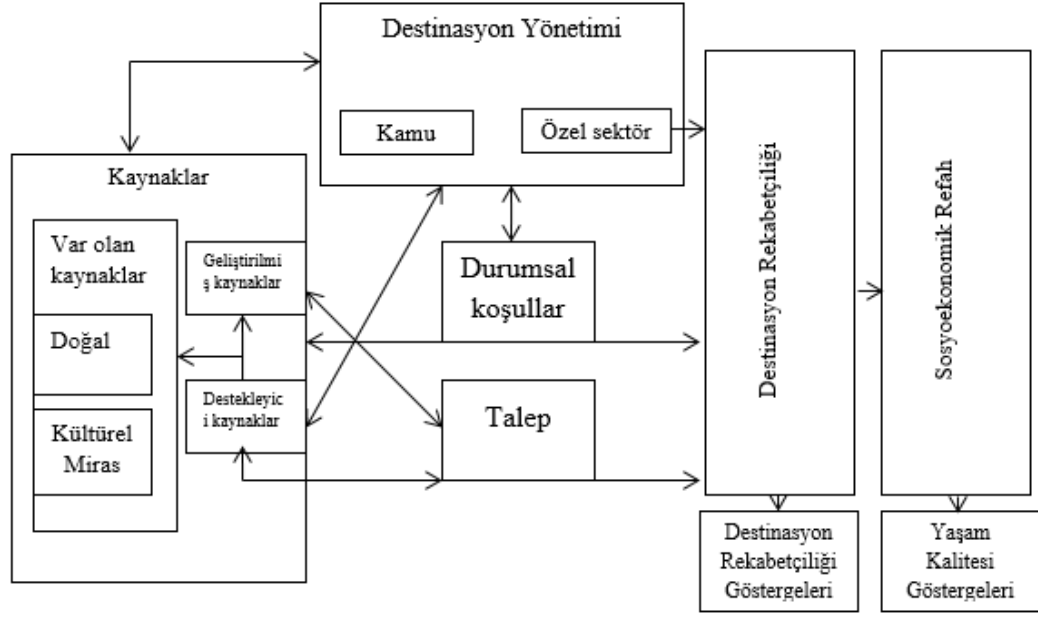 Destinasyon Yönetimi
Kamu
Özel sektör
Kaynaklar
Var olan
kaynaklar
Doğal
Kültürel
Miras
Geliştirilmi
ş kaynaklar
Destekleyic
i kaynaklar
Durumsal
koşullar
Talep
Destinasyon Rekabetçiliği
Sosyoekonomik Refah
Destinasyon
Rekabetçiliği
Göstergeleri
Yaşam
Kalitesi
Göstergeleri